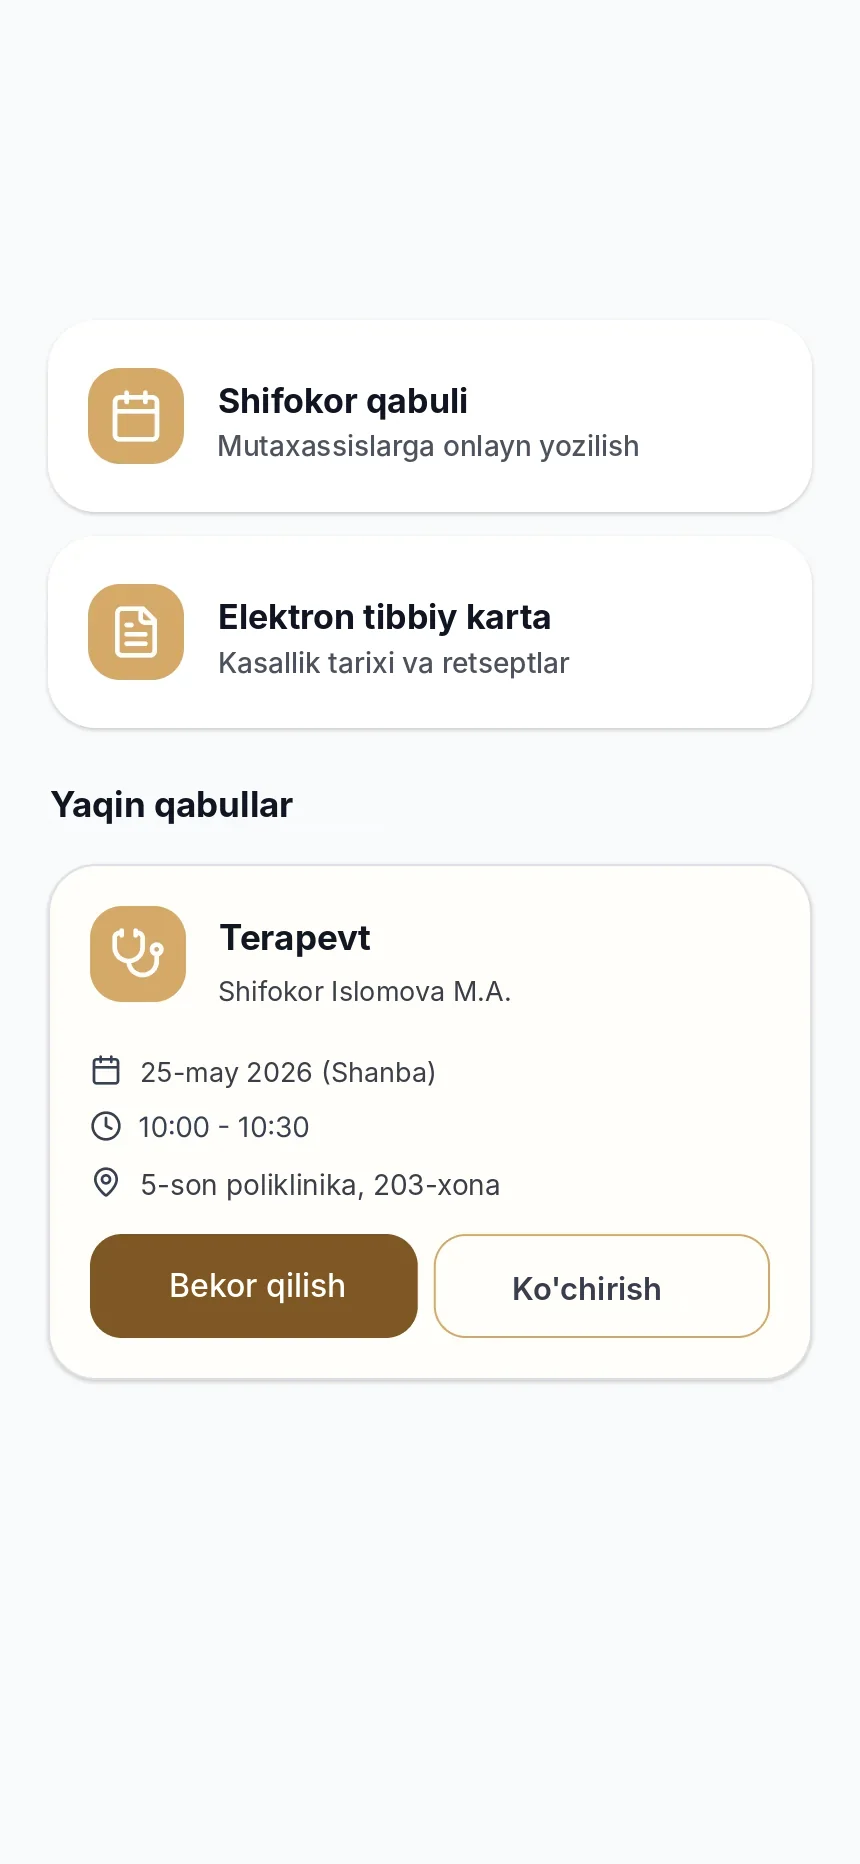 Shifokor qabuli
Mutaxassislarga onlayn yozilish
Elektron tibbiy karta
Kasallik tarixi va retseptlar
Yaqin qabullar
Terapevt
Shifokor Islomova M.A.
25-may 2026 (Shanba)
10:00 - 10:30
5-son poliklinika, 203-xona
Bekor qilish
Ko'chirish